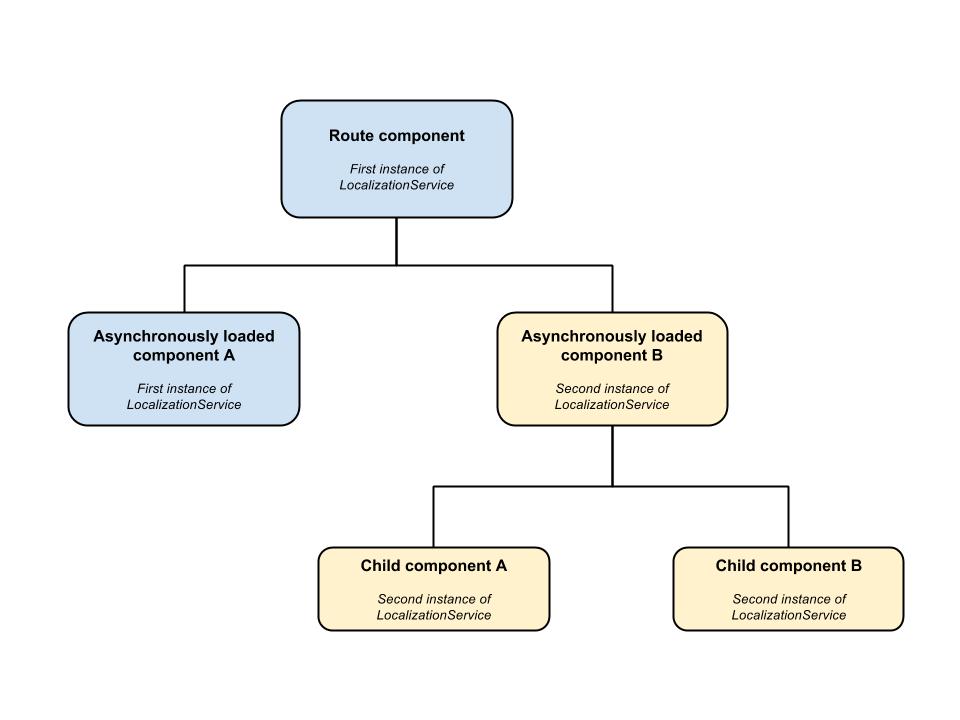 Route component
First instance of
LocalizationService
Asynchronously loaded
component A
First instance of
LocalizationService
Asynchronously loaded
component B
Second instance of
LocalizationService
Child component A
Second instance of
LocalizationService
Child component B
Second instance of
LocalizationService